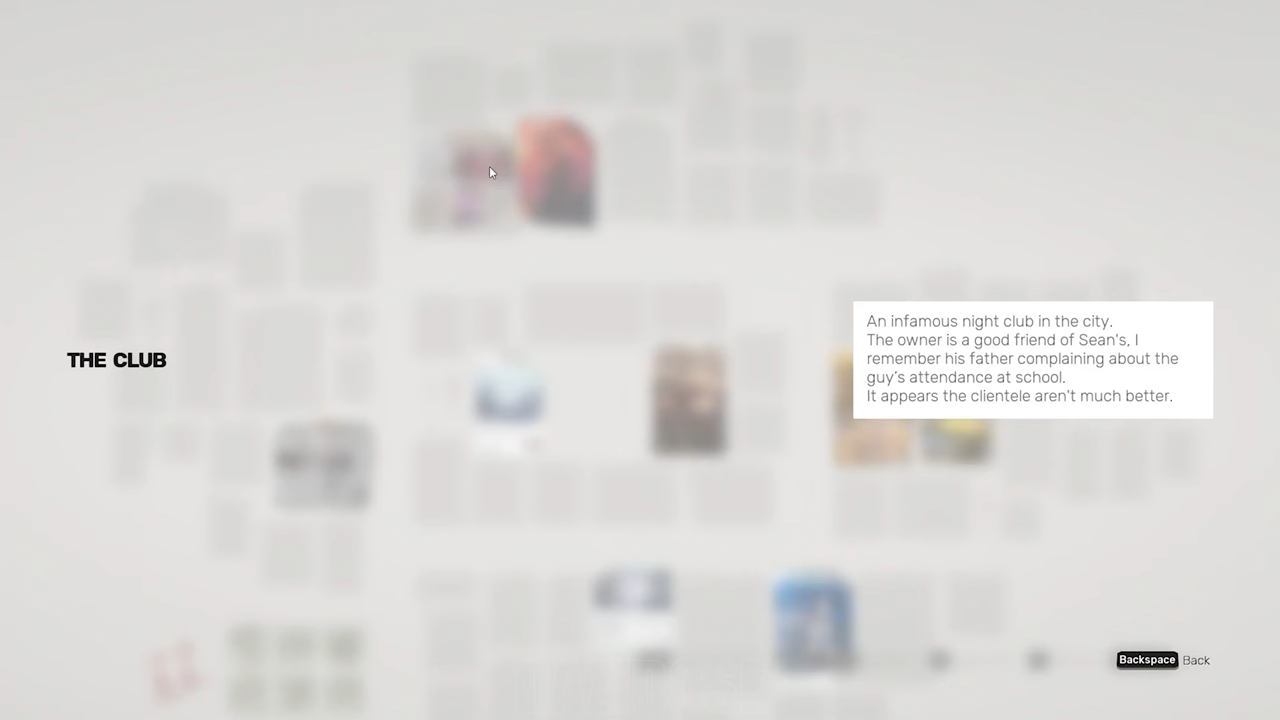 THE CLUB
An infamous night club in the city.
The owner is a good friend of Sean's, I
remember his father complaining about the
guy's attendance at school.
It appears the clientele aren't much better.
Backspace Back